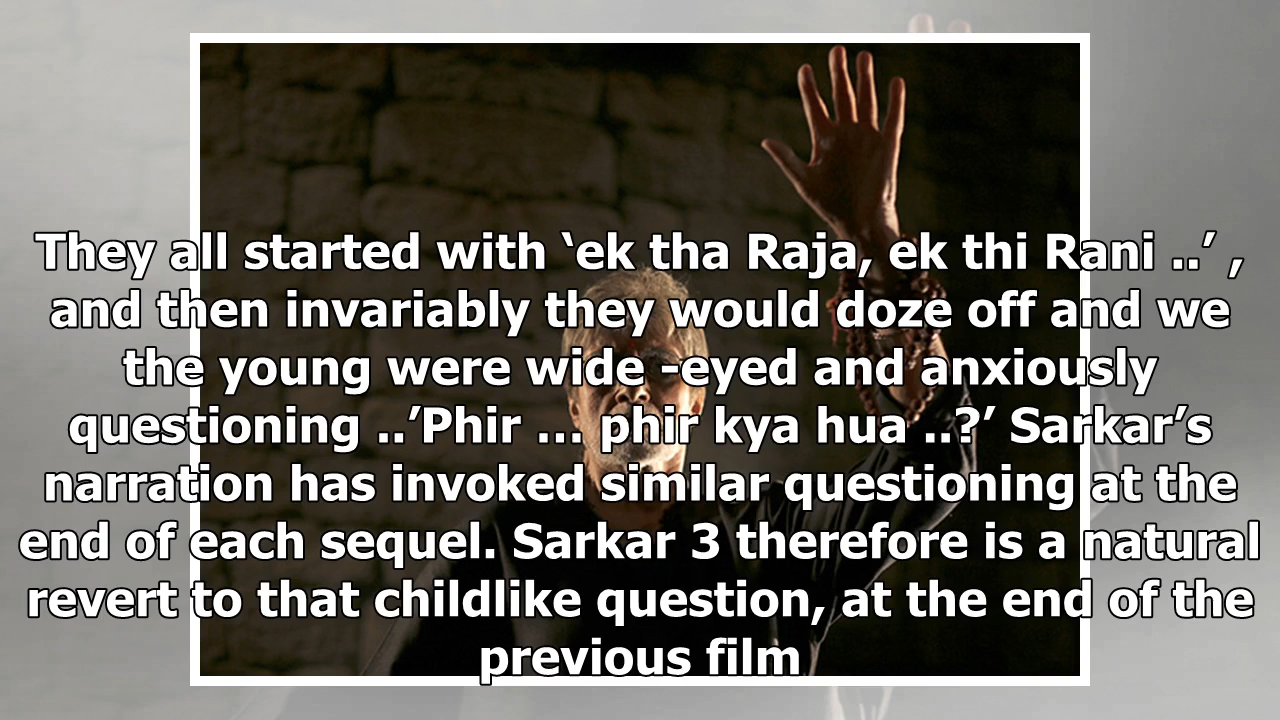 They all started with ‘ek tha Raja, ek thi Rani ..’ ,
and then invariably they would doze off and we
the young were wide -eyed and anxiously
questioning ..’Phir ... phir kya hua ..?’ Sarkar’s
narration has invoked similar questioning at the
end of each sequel. Sarkar 3 therefore is a natural
revert to that childlike question, at the end of the
previous film